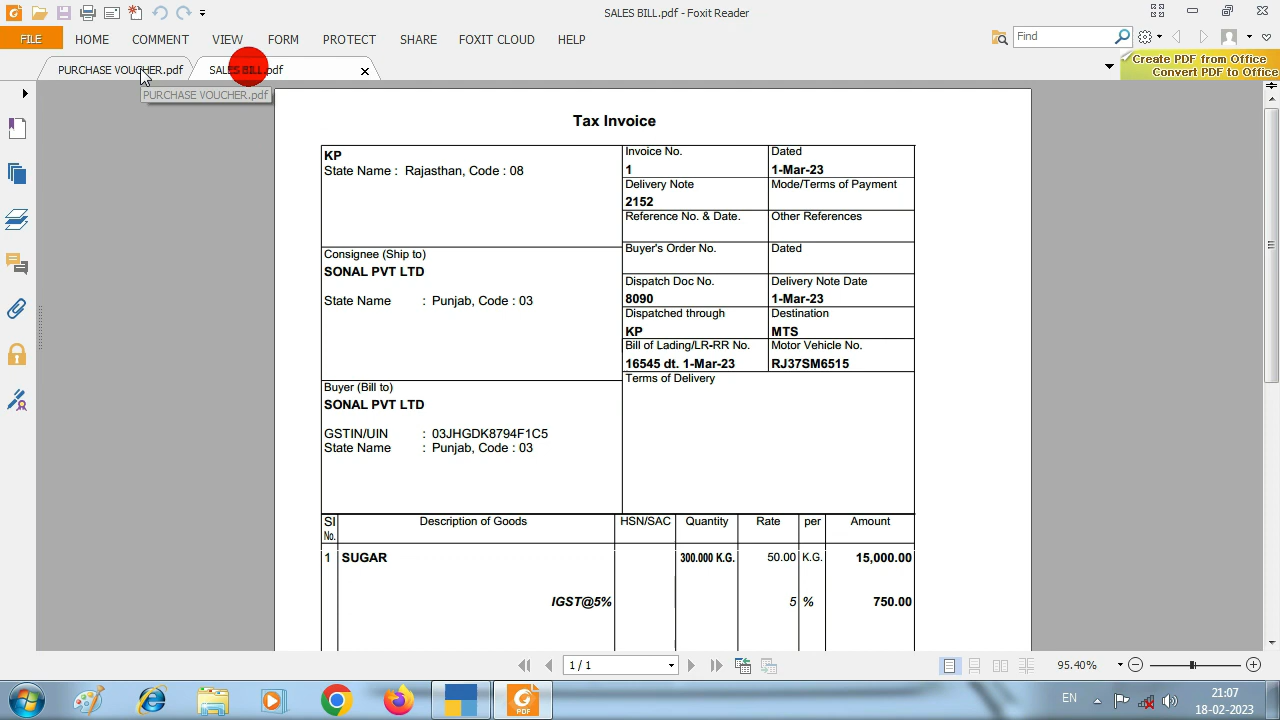 SALES BILL.pdf - Foxit Reader
FILE HOME COMMENT VIEW FORM PROTECT SHARE FOXIT CLOUD HELP
Find
PURCHASE VOUCHER.pdf SALES BILL.pdf
Create PDF from Office
Convert PDF to Office
PURCHASE VOUCHER.pdf
Tax Invoice
KP
State Name : Rajasthan, Code : 08
Invoice No.
1
Dated
1-Mar-23
Delivery Note
2152
Mode/Terms of Payment
Reference No. & Date.
Other References
Consignee (Ship to)
SONAL PVT LTD
State Name : Punjab, Code : 03
Buyer's Order No.
Dated
Dispatch Doc No.
8090
Delivery Note Date
1-Mar-23
Dispatched through
KP
Destination
MTS
Bill of Lading/LR-RR No.
16545 dt. 1-Mar-23
Motor Vehicle No.
RJ37SM6515
Terms of Delivery
Buyer (Bill to)
SONAL PVT LTD
GSTIN/UIN : 03JHGDK8794F1C5
State Name : Punjab, Code : 03
Sl No. Description of Goods HSN/SAC Quantity Rate per Amount
1 SUGAR 300.000 K.G. 50.00 K.G. 15,000.00
IGST@5% 5 % 750.00
1 / 1
95.40%
PDF
EN
21:07
18-02-2023